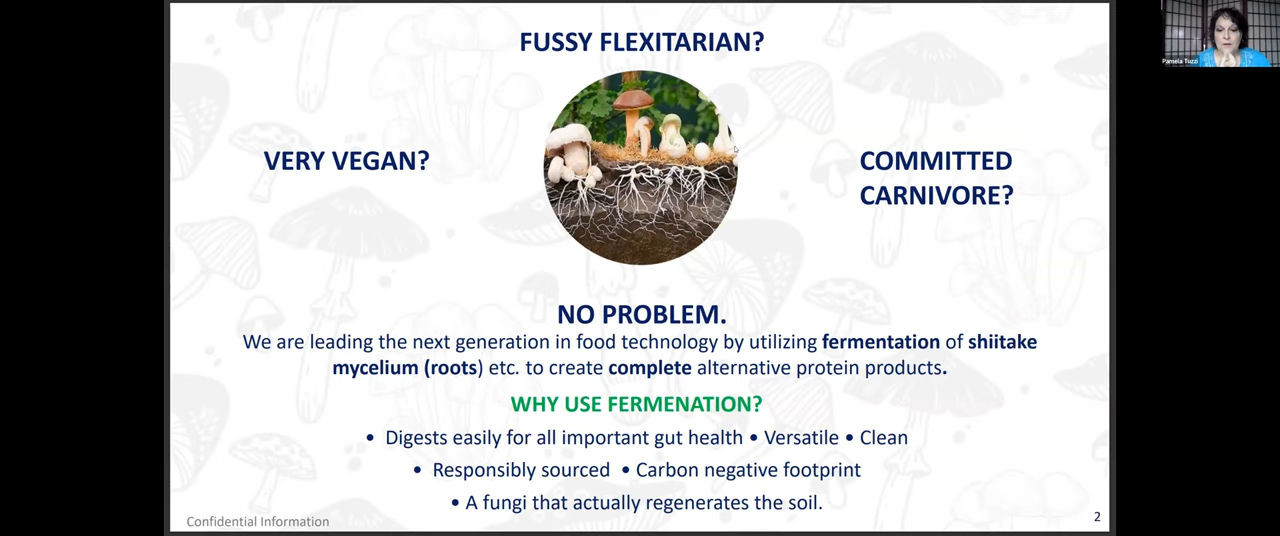 FUSSY FLEXITARIAN?
VERY VEGAN?
COMMITTED
CARNIVORE?
NO PROBLEM.
We are leading the next generation in food technology by utilizing fermentation of shiitake
mycelium (roots) etc. to create complete alternative protein products.
WHY USE FERMENATION?
• Digests easily for all important gut health • Versatile • Clean
• Responsibly sourced • Carbon negative footprint
• A fungi that actually regenerates the soil.
Confidential Information
2
Pamela Tuzzi